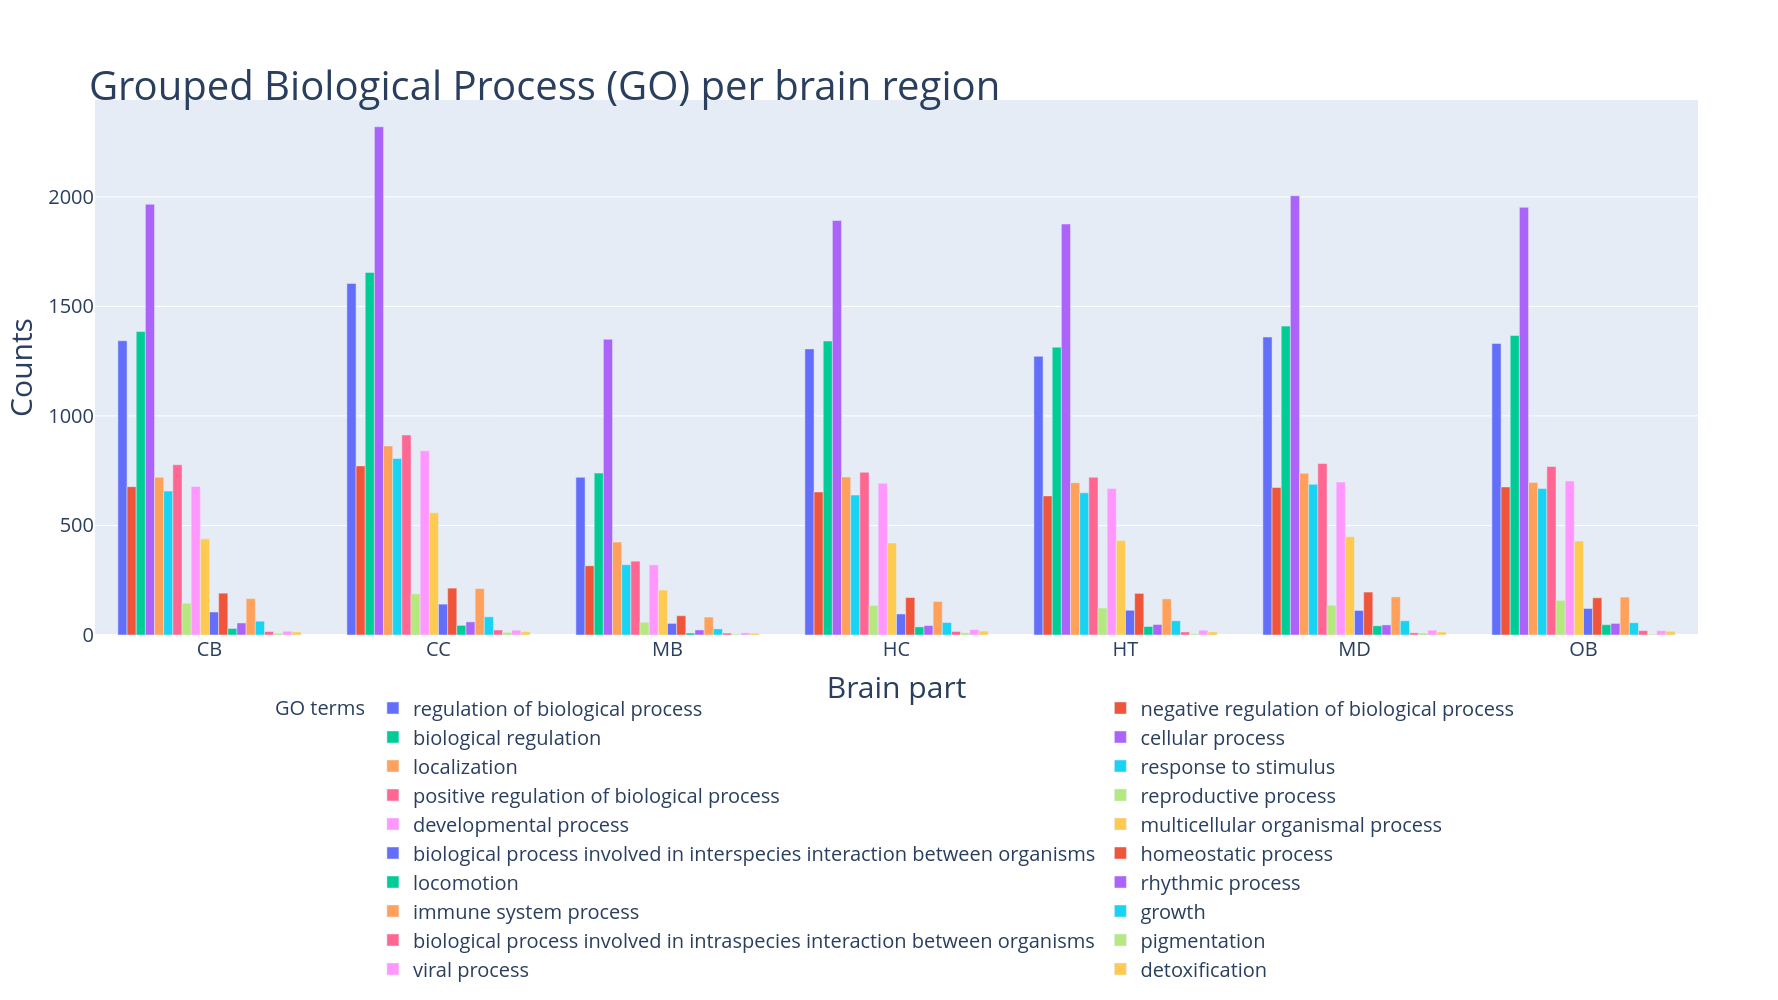 Grouped Biological Process (GO) per brain region
Counts
2000
1500
1000
500
0
CB CC MB HC HT MD OB
Brain part
GO terms
regulation of biological process negative regulation of biological process
biological regulation cellular process
localization response to stimulus
positive regulation of biological process reproductive process
developmental process multicellular organismal process
biological process involved in interspecies interaction between organisms homeostatic process
locomotion rhythmic process
immune system process growth
biological process involved in intraspecies interaction between organisms pigmentation
viral process detoxification